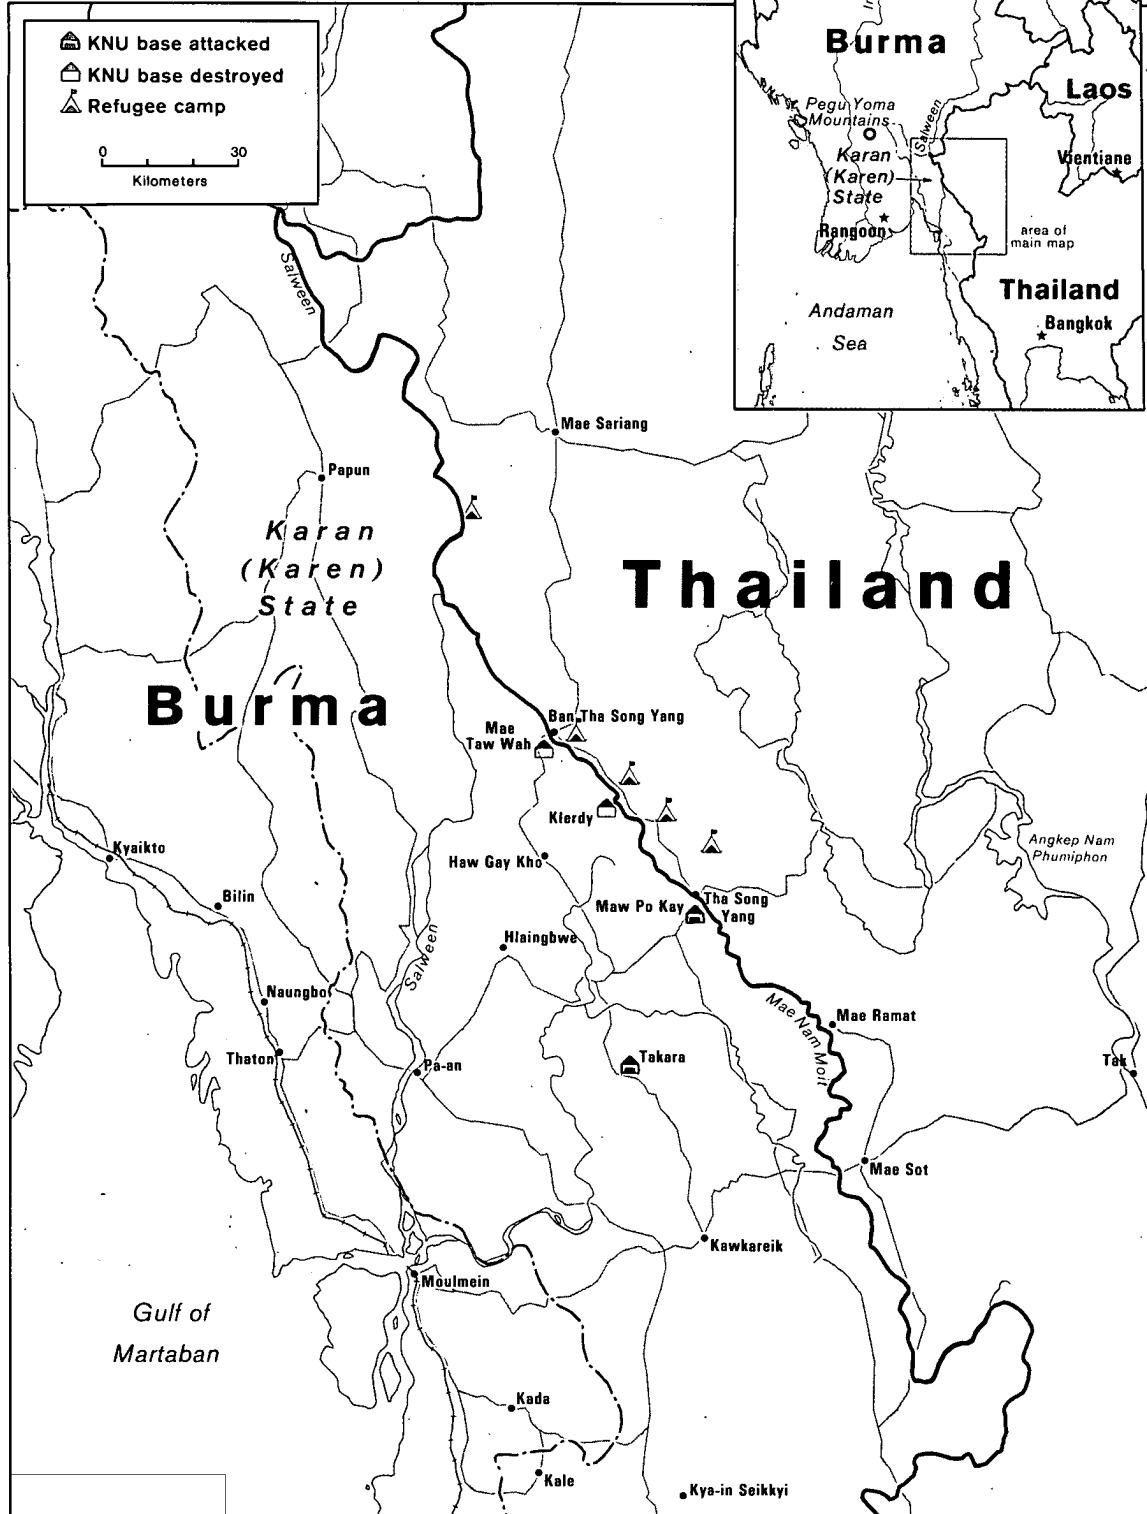 KNU base attacked
KNU base destroyed
Refugee camp
0 30
Kilometers
Burma
Laos
Pegu Yoma
Mountains
Salween
Karan
(Karen)
State
Vientiane
Rangoon
area of
main map
Thailand
Bangkok
Andaman
Sea
Salween
Mae Sariang
Papun
Karan
(Karen)
State
Thailand
Burma
Ban Tha Song Yang
Mae
Taw Wah
Klerdy
Kyaikto
Haw Gay Kho
Angkep Nam
Phumiphon
Bilin
Maw Po Kay
Tha Song
Yang
Hlaingbwe
Salween
Naungbo
Mae Nam Moit
Mae Ramat
Thaton
Pa-an
Takara
Tak
Mae Sot
Kawkareik
Moulmein
Gulf of
Martaban
Kada
Kale
Kya-in Seikkyi